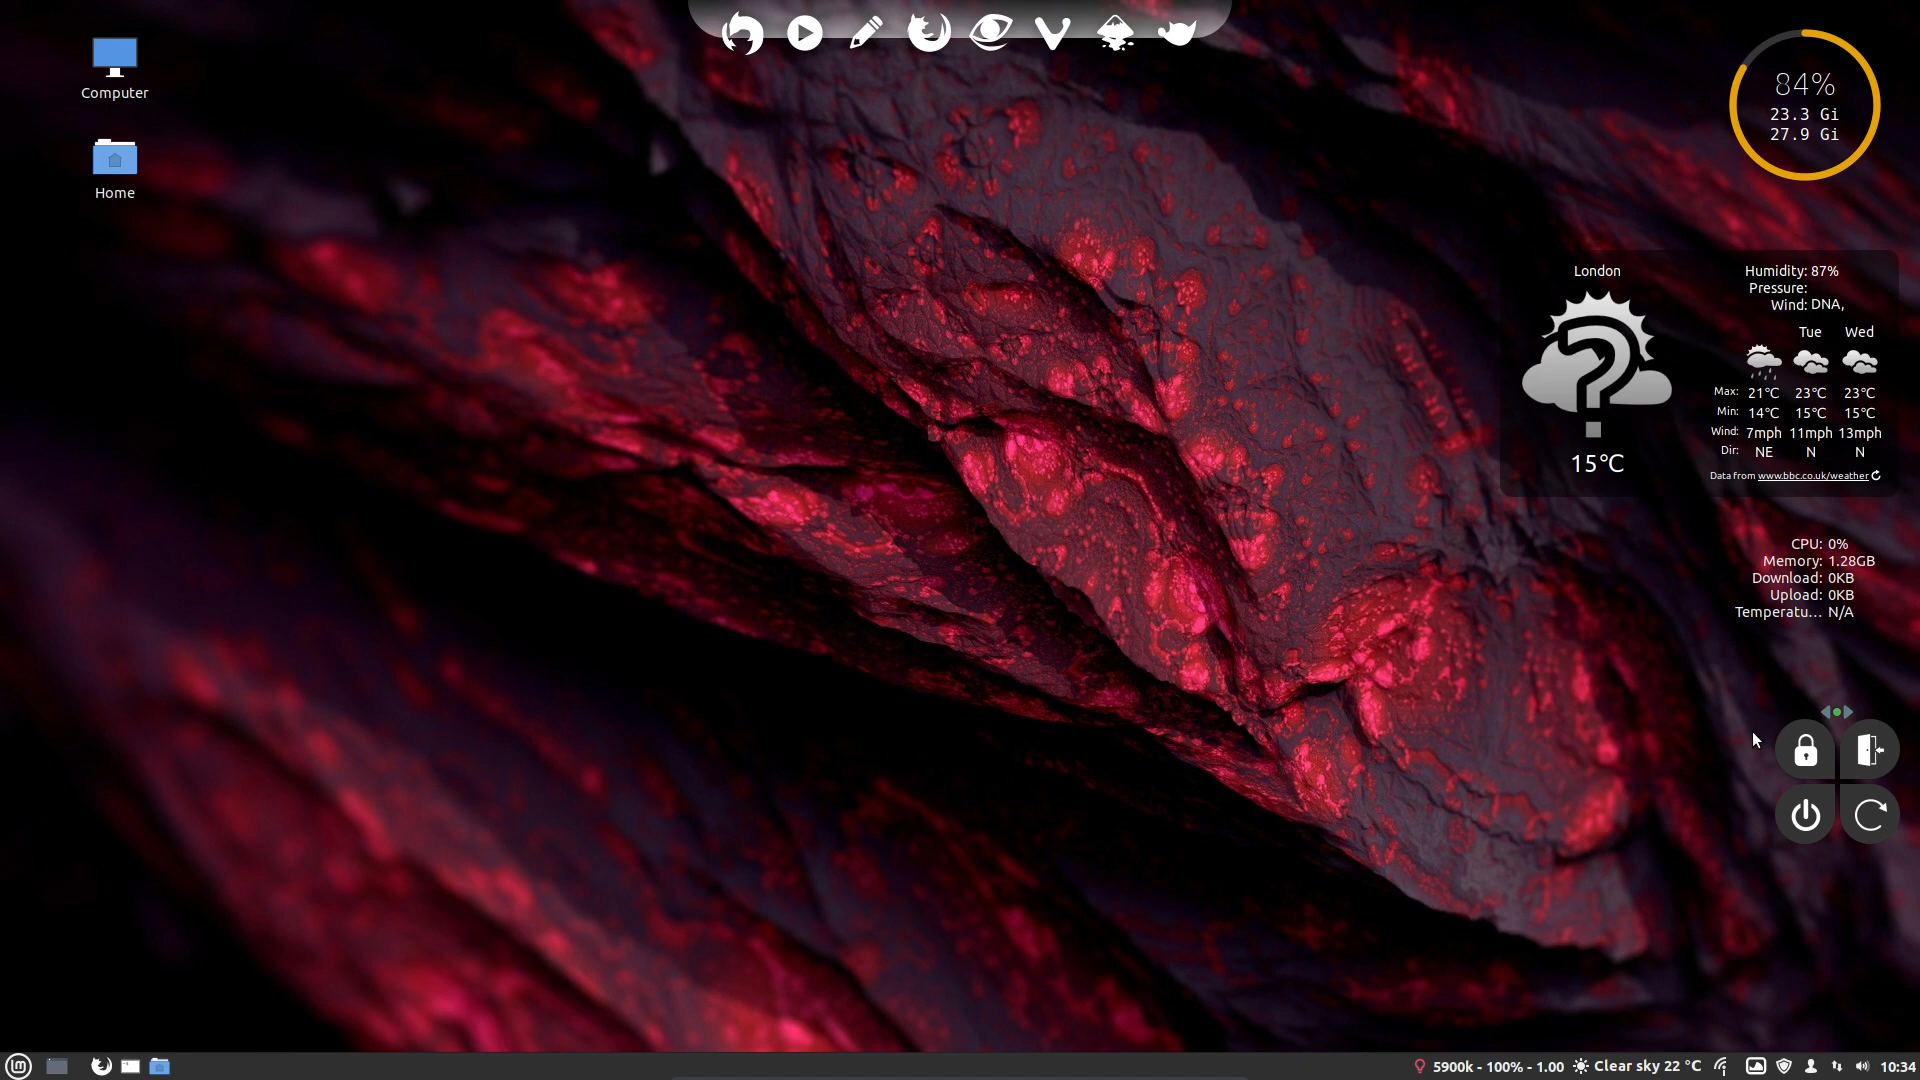 Computer
Home
84%
23.3 Gi
27.9 Gi
London
15°C
Humidity: 87%
Pressure:
Wind: DNA,
Tue Wed
Max: 21°C 23°C 23°C
Min: 14°C 15°C 15°C
Wind: 7mph 11mph 13mph
Dir: NE N N
Data from www.bbc.co.uk/weather
CPU: 0%
Memory: 1.28GB
Download: 0KB
Upload: 0KB
Temperatu... N/A
5900k - 100% - 1.00 Clear sky 22 °C 10:34